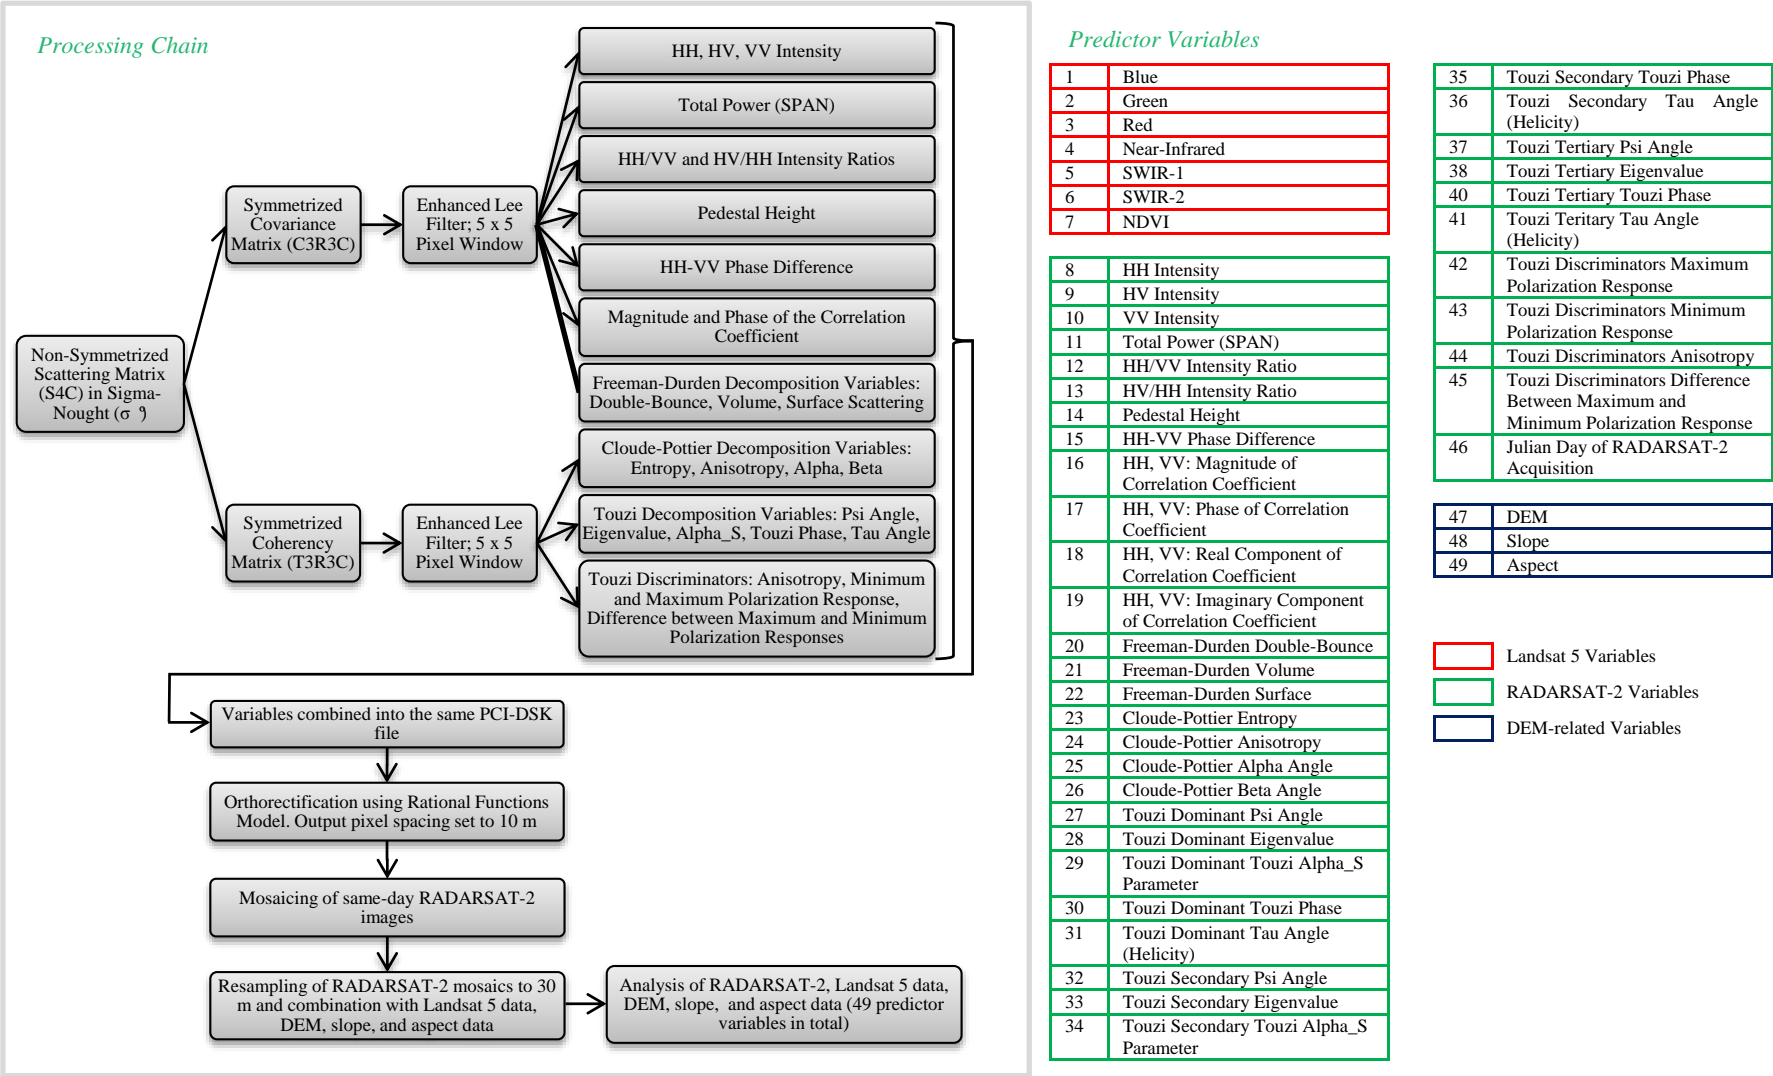 Processing Chain
HH, HV, VV Intensity
Total Power (SPAN)
HH/VV and HV/HH Intensity Ratios
Pedestal Height
HH-VV Phase Difference
Magnitude and Phase of the Correlation
Coefficient
Freeman-Durden Decomposition Variables:
Double-Bounce, Volume, Surface Scattering
Symmetrized
Covariance
Matrix (C3R3C)
Enhanced Lee
Filter; 5 x 5
Pixel Window
Non-Symmetrized
Scattering Matrix
(S4C) in Sigma-
Nought (σ
Cloude-Pottier Decomposition Variables:
Entropy, Anisotropy, Alpha, Beta
Touzi Decomposition Variables: Psi Angle,
Eigenvalue, Alpha_S, Touzi Phase, Tau Angle
Touzi Discriminators: Anisotropy, Minimum
and Maximum Polarization Response,
Difference between Maximum and Minimum
Polarization Responses
Symmetrized
Coherency
Matrix (T3R3C)
Enhanced Lee
Filter; 5 x 5
Pixel Window
Variables combined into the same PCI-DSK
file
Orthorectification using Rational Functions
Model. Output pixel spacing set to 10 m
Mosaicing of same-day RADARSAT-2
images
Resampling of RADARSAT-2 mosaics to 30
m and combination with Landsat 5 data,
DEM, slope, and aspect data
Analysis of RADARSAT-2, Landsat 5 data,
DEM, slope, and aspect data (49 predictor
variables in total)
Predictor Variables
1 Blue
2 Green
3 Red
4 Near-Infrared
5 SWIR-1
6 SWIR-2
7 NDVI
8 HH Intensity
9 HV Intensity
10 VV Intensity
11 Total Power (SPAN)
12 HH/VV Intensity Ratio
13 HV/HH Intensity Ratio
14 Pedestal Height
15 HH-VV Phase Difference
16 HH, VV: Magnitude of
Correlation Coefficient
17 HH, VV: Phase of Correlation
Coefficient
18 HH, VV: Real Component of
Correlation Coefficient
19 HH, VV: Imaginary Component
of Correlation Coefficient
20 Freeman-Durden Double-Bounce
21 Freeman-Durden Volume
22 Freeman-Durden Surface
23 Cloude-Pottier Entropy
24 Cloude-Pottier Anisotropy
25 Cloude-Pottier Alpha Angle
26 Cloude-Pottier Beta Angle
27 Touzi Dominant Psi Angle
28 Touzi Dominant Eigenvalue
29 Touzi Dominant Touzi Alpha_S
Parameter
30 Touzi Dominant Touzi Phase
31 Touzi Dominant Tau Angle
(Helicity)
32 Touzi Secondary Psi Angle
33 Touzi Secondary Eigenvalue
34 Touzi Secondary Touzi Alpha_S
Parameter
35 Touzi Secondary Touzi Phase
36 Touzi Secondary Tau Angle
(Helicity)
37 Touzi Tertiary Psi Angle
38 Touzi Tertiary Eigenvalue
40 Touzi Tertiary Touzi Phase
41 Touzi Teritary Tau Angle
(Helicity)
42 Touzi Discriminators Maximum
Polarization Response
43 Touzi Discriminators Minimum
Polarization Response
44 Touzi Discriminators Anisotropy
45 Touzi Discriminators Difference
Between Maximum and
Minimum Polarization Response
46 Julian Day of RADARSAT-2
Acquisition
47 DEM
48 Slope
49 Aspect
Landsat 5 Variables
RADARSAT-2 Variables
DEM-related Variables